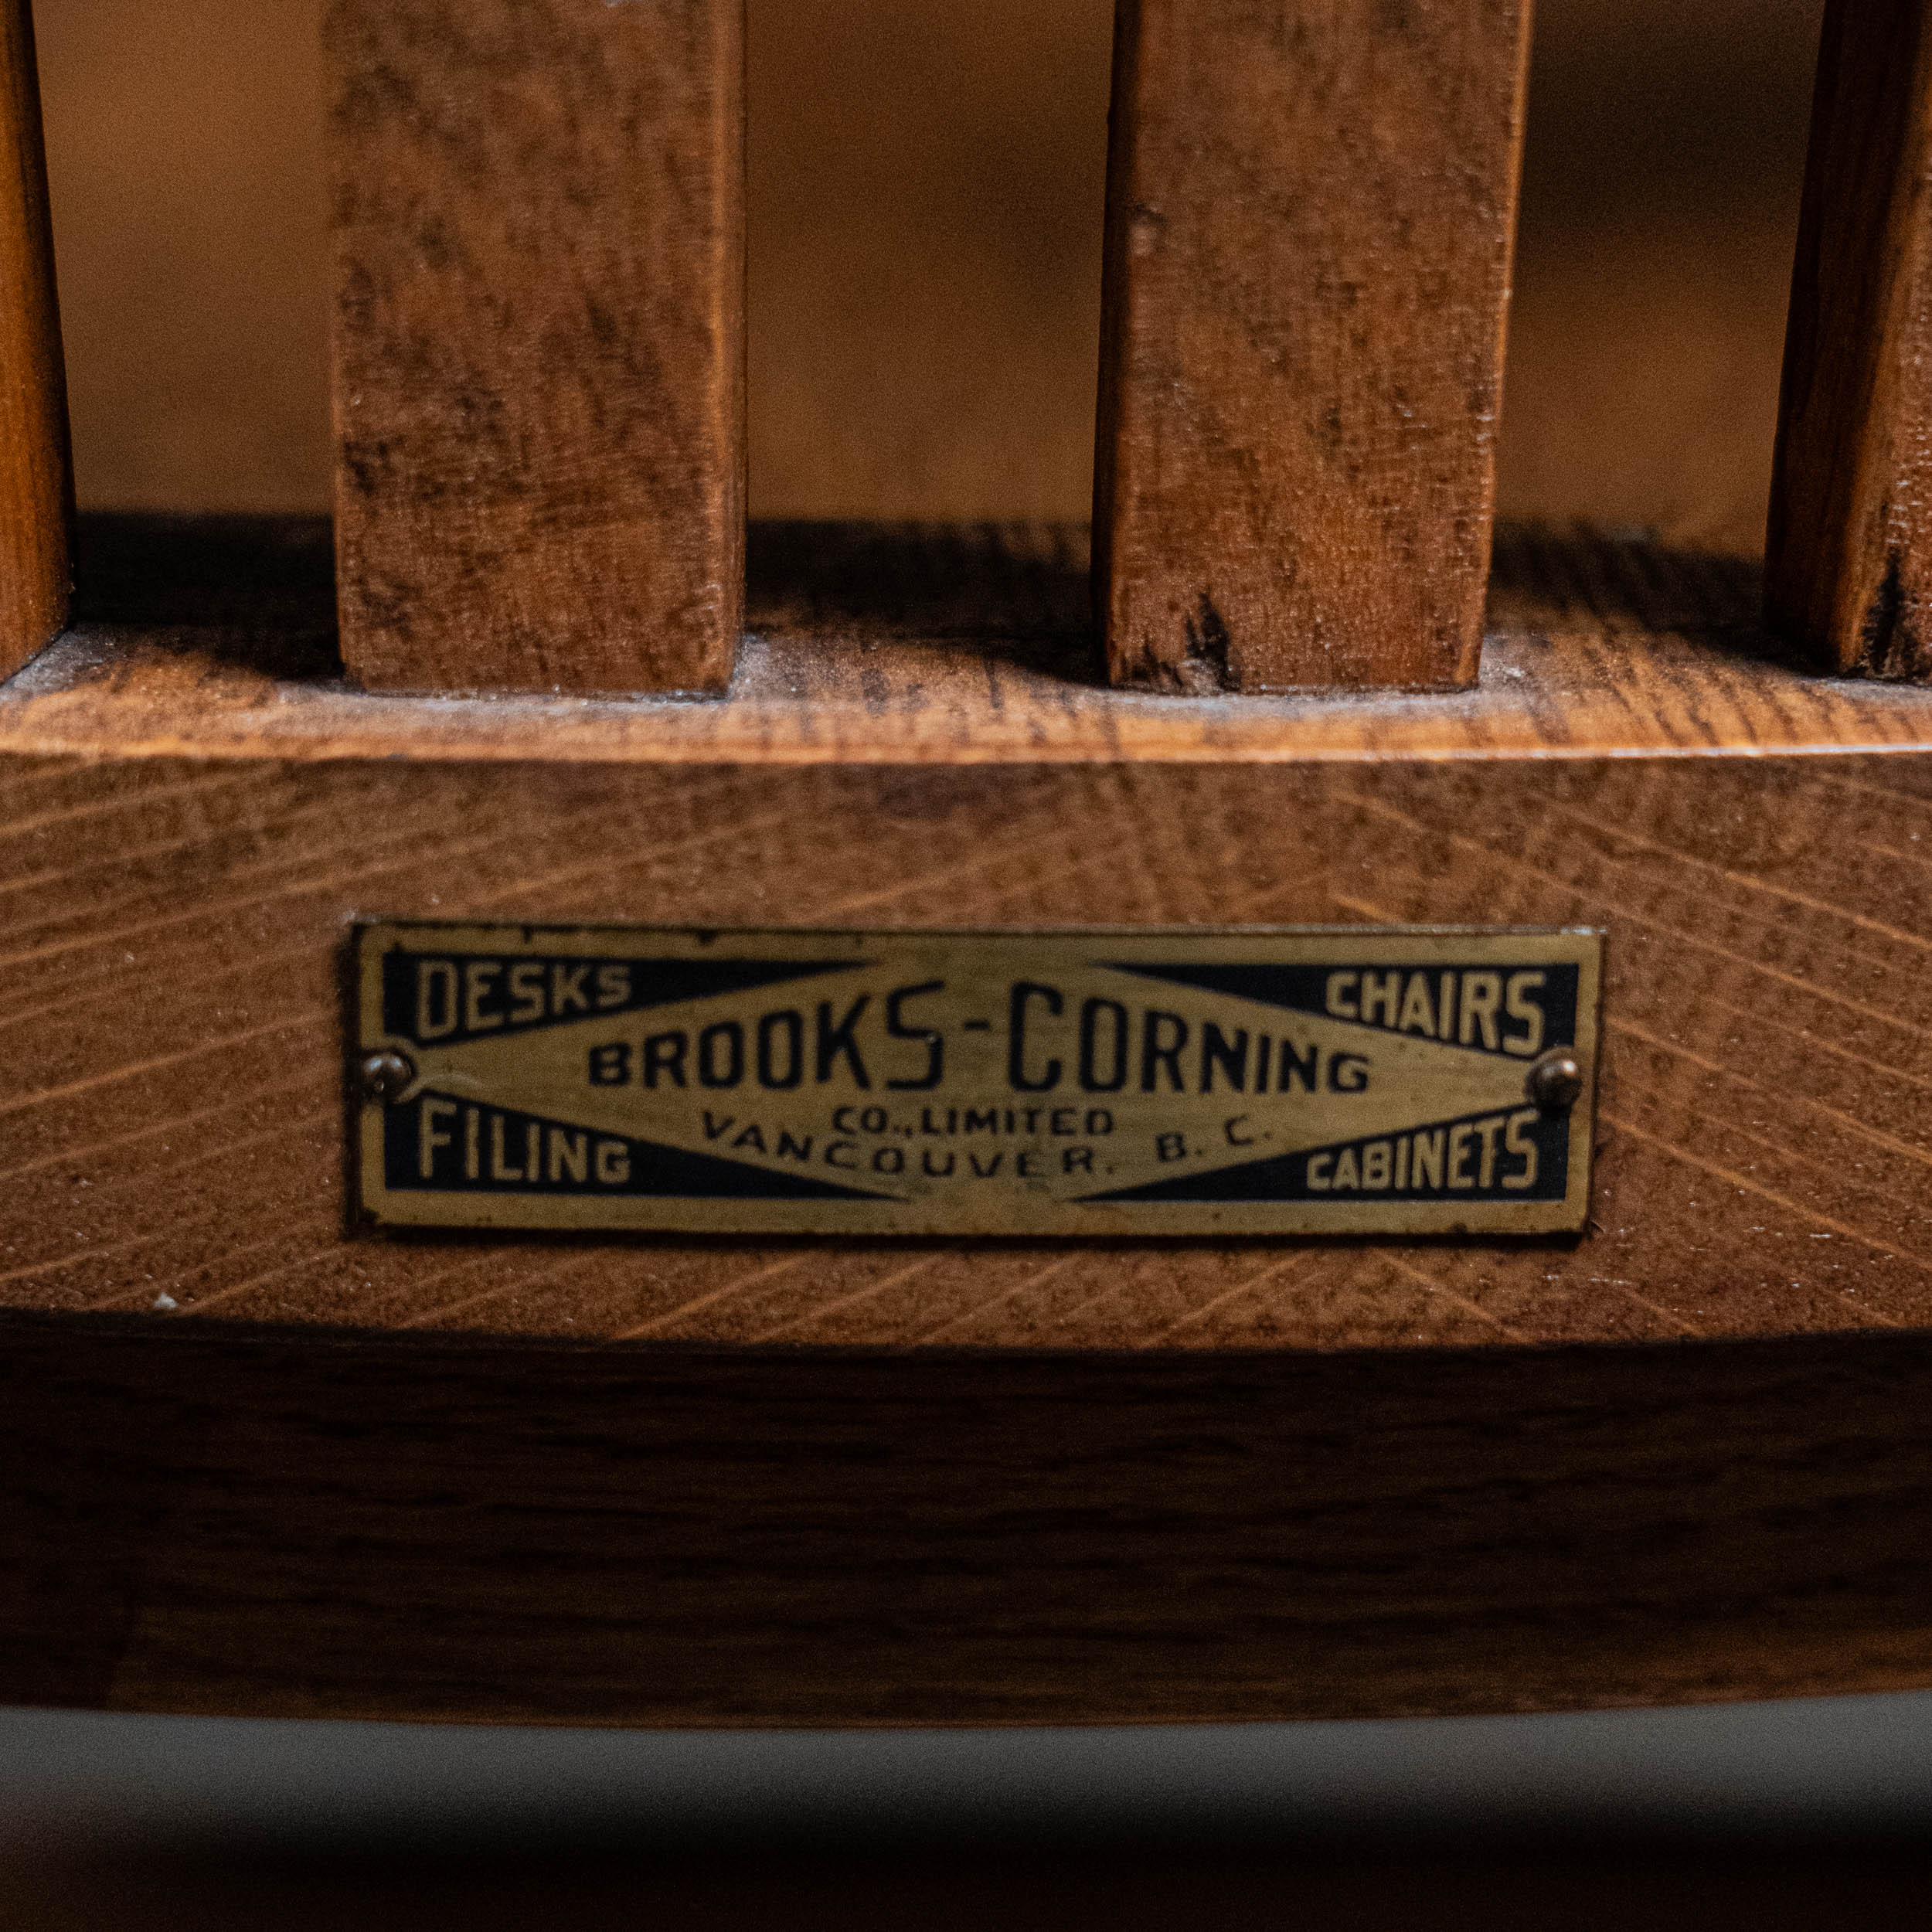 DESKS
CHAIRS
BROOKS-CORNING
CO., LIMITED
VANCOUVER. B. C.
FILING
CABINETS